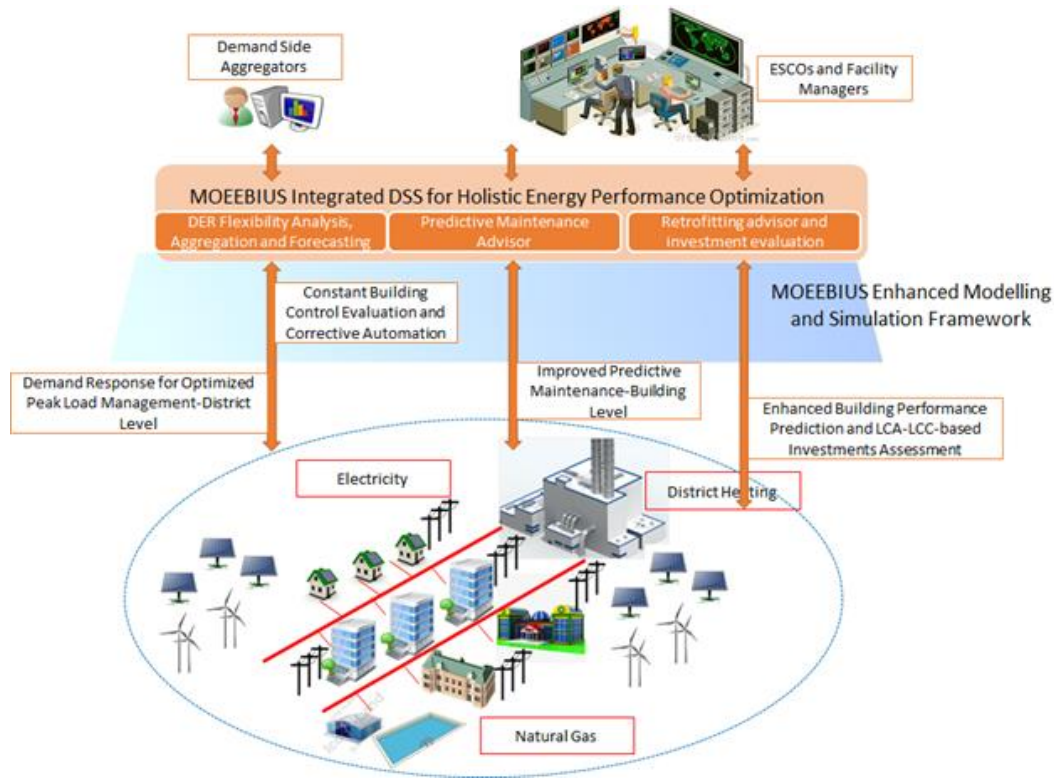 Demand Side
Aggregators
ESCOs and Facility
Managers
MOEEBIUS Integrated DSS for Holistic Energy Performance Optimization
DER Flexibility Analysis,
Aggregation and Forecasting
Predictive Maintenance
Advisor
Retrofitting advisor and
investment evaluation
Constant Building
Control Evaluation and
Corrective Automation
MOEEBIUS Enhanced Modelling
and Simulation Framework
Demand Response for Optimized
Peak Load Management-District
Level
Improved Predictive
Maintenance-Building
Level
Enhanced Building Performance
Prediction and LCA-LCC-based
Investments Assessment
Electricity
District Heating
Natural Gas